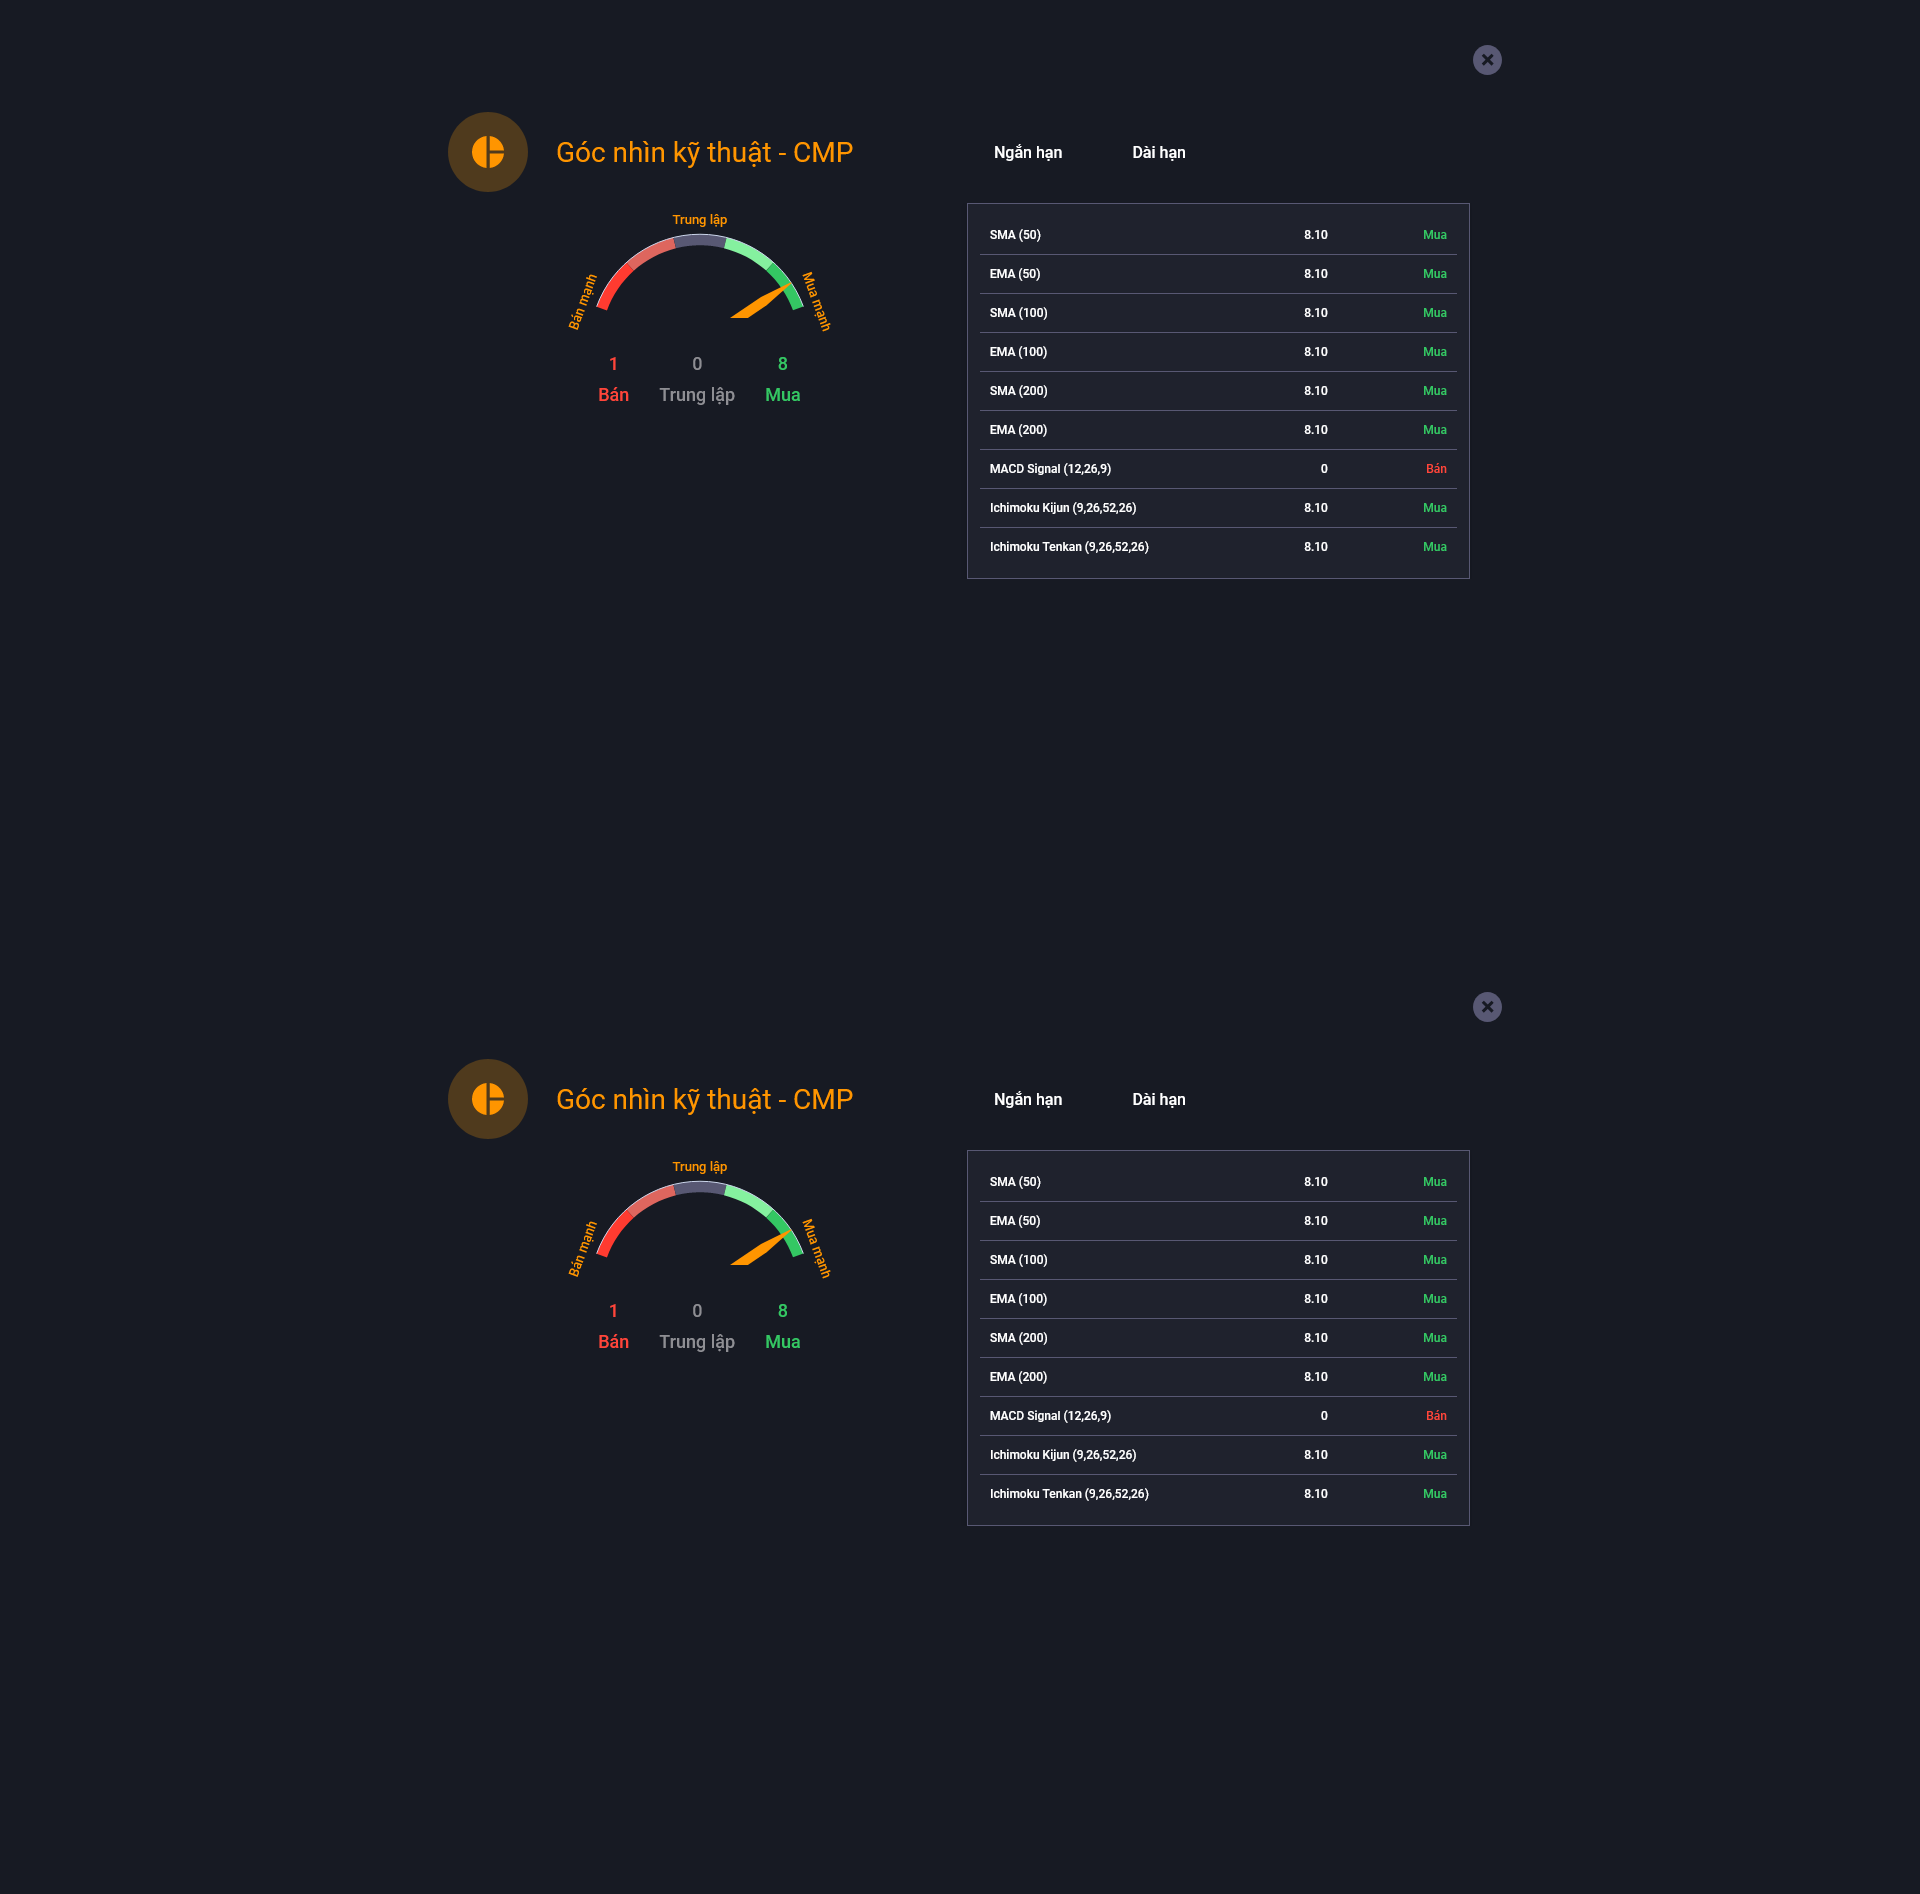 Góc nhìn kỹ thuật - CMP
Ngắn hạn Dài hạn
Trung lập
Bán mạnh
Mua mạnh
1 0 8
Bán Trung lập Mua
SMA (50) 8.10 Mua
EMA (50) 8.10 Mua
SMA (100) 8.10 Mua
EMA (100) 8.10 Mua
SMA (200) 8.10 Mua
EMA (200) 8.10 Mua
MACD Signal (12,26,9) 0 Bán
Ichimoku Kijun (9,26,52,26) 8.10 Mua
Ichimoku Tenkan (9,26,52,26) 8.10 Mua
Góc nhìn kỹ thuật - CMP
Ngắn hạn Dài hạn
Trung lập
Bán mạnh
Mua mạnh
1 0 8
Bán Trung lập Mua
SMA (50) 8.10 Mua
EMA (50) 8.10 Mua
SMA (100) 8.10 Mua
EMA (100) 8.10 Mua
SMA (200) 8.10 Mua
EMA (200) 8.10 Mua
MACD Signal (12,26,9) 0 Bán
Ichimoku Kijun (9,26,52,26) 8.10 Mua
Ichimoku Tenkan (9,26,52,26) 8.10 Mua